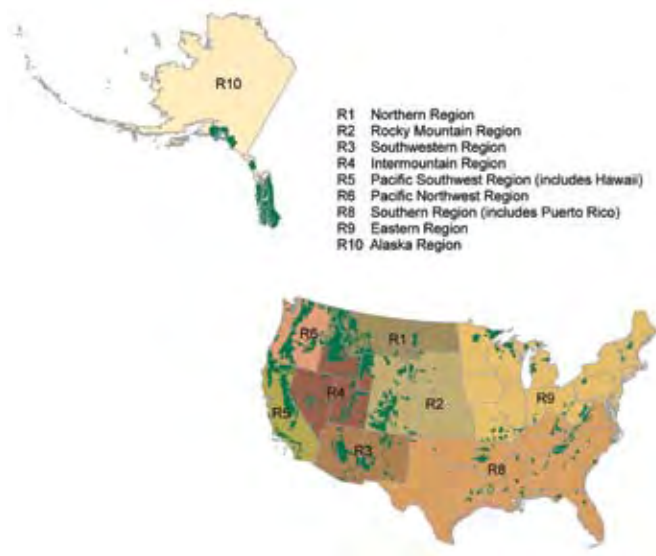 R10
R1 Northern Region
R2 Rocky Mountain Region
R3 Southwestern Region
R4 Intermountain Region
R5 Pacific Southwest Region (includes Hawaii)
R6 Pacific Northwest Region
R8 Southern Region (includes Puerto Rico)
R9 Eastern Region
R10 Alaska Region
R6
R1
R4
R9
R5
R2
R3
R8